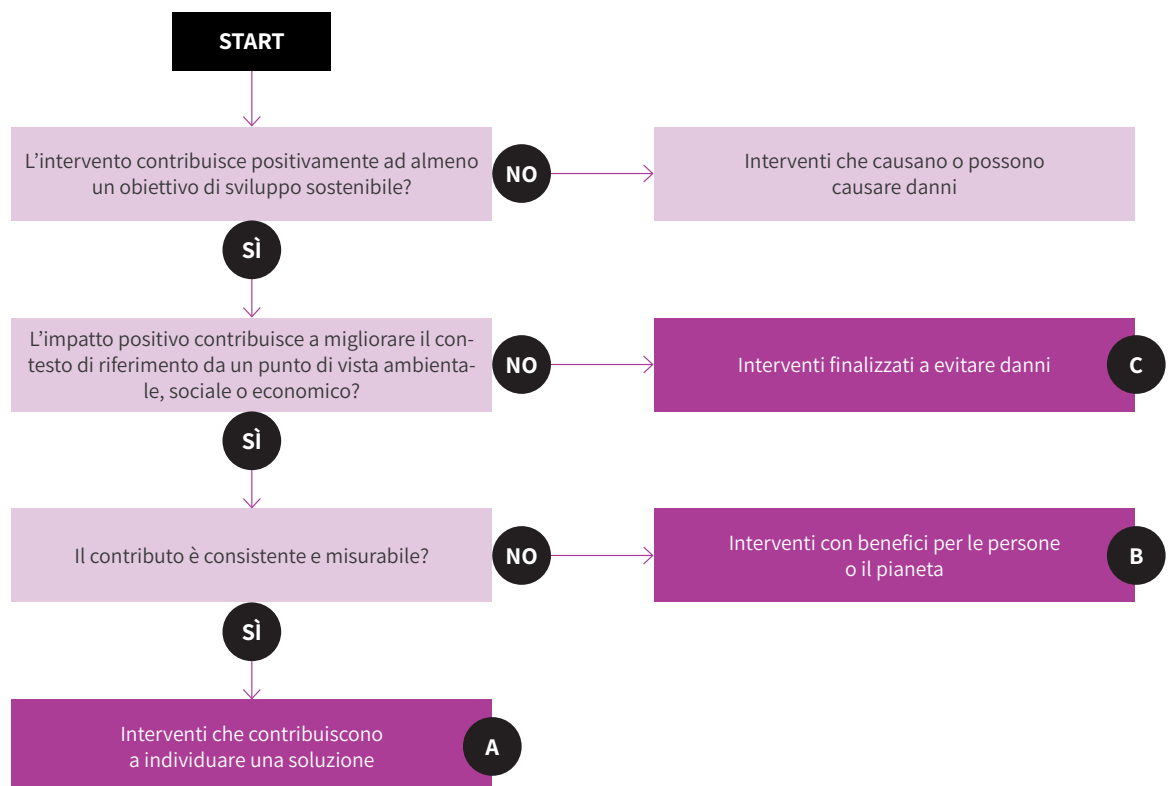 START
L’intervento contribuisce positivamente ad almeno
un obiettivo di sviluppo sostenibile?
NO
Interventi che causano o possono
causare danni
SÌ
L’impatto positivo contribuisce a migliorare il con-
testo di riferimento da un punto di vista ambienta-
le, sociale o economico?
NO
Interventi finalizzati a evitare danni
C
SÌ
Il contributo è consistente e misurabile?
NO
Interventi con benefici per le persone
o il pianeta
B
SÌ
Interventi che contribuiscono
a individuare una soluzione
A